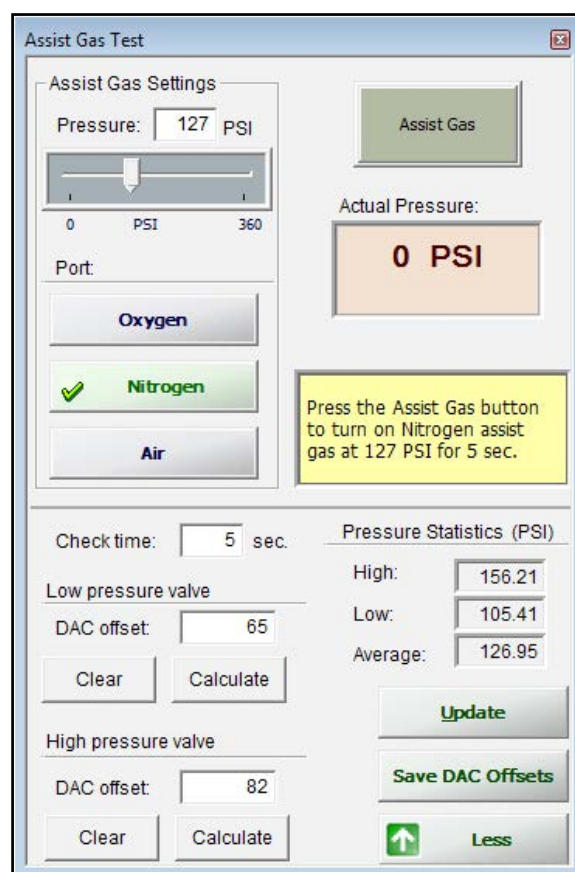 Assist Gas Test
Assist Gas Settings
Pressure: 127 PSI
0 PSI 360
Port:
Oxygen
Nitrogen
Air
Assist Gas
Actual Pressure:
0 PSI
Press the Assist Gas button
to turn on Nitrogen assist
gas at 127 PSI for 5 sec.
Check time: 5 sec.
Low pressure valve
DAC offset: 65
Clear Calculate
High pressure valve
DAC offset: 82
Clear Calculate
Pressure Statistics (PSI)
High: 156.21
Low: 105.41
Average: 126.95
Update
Save DAC Offsets
Less